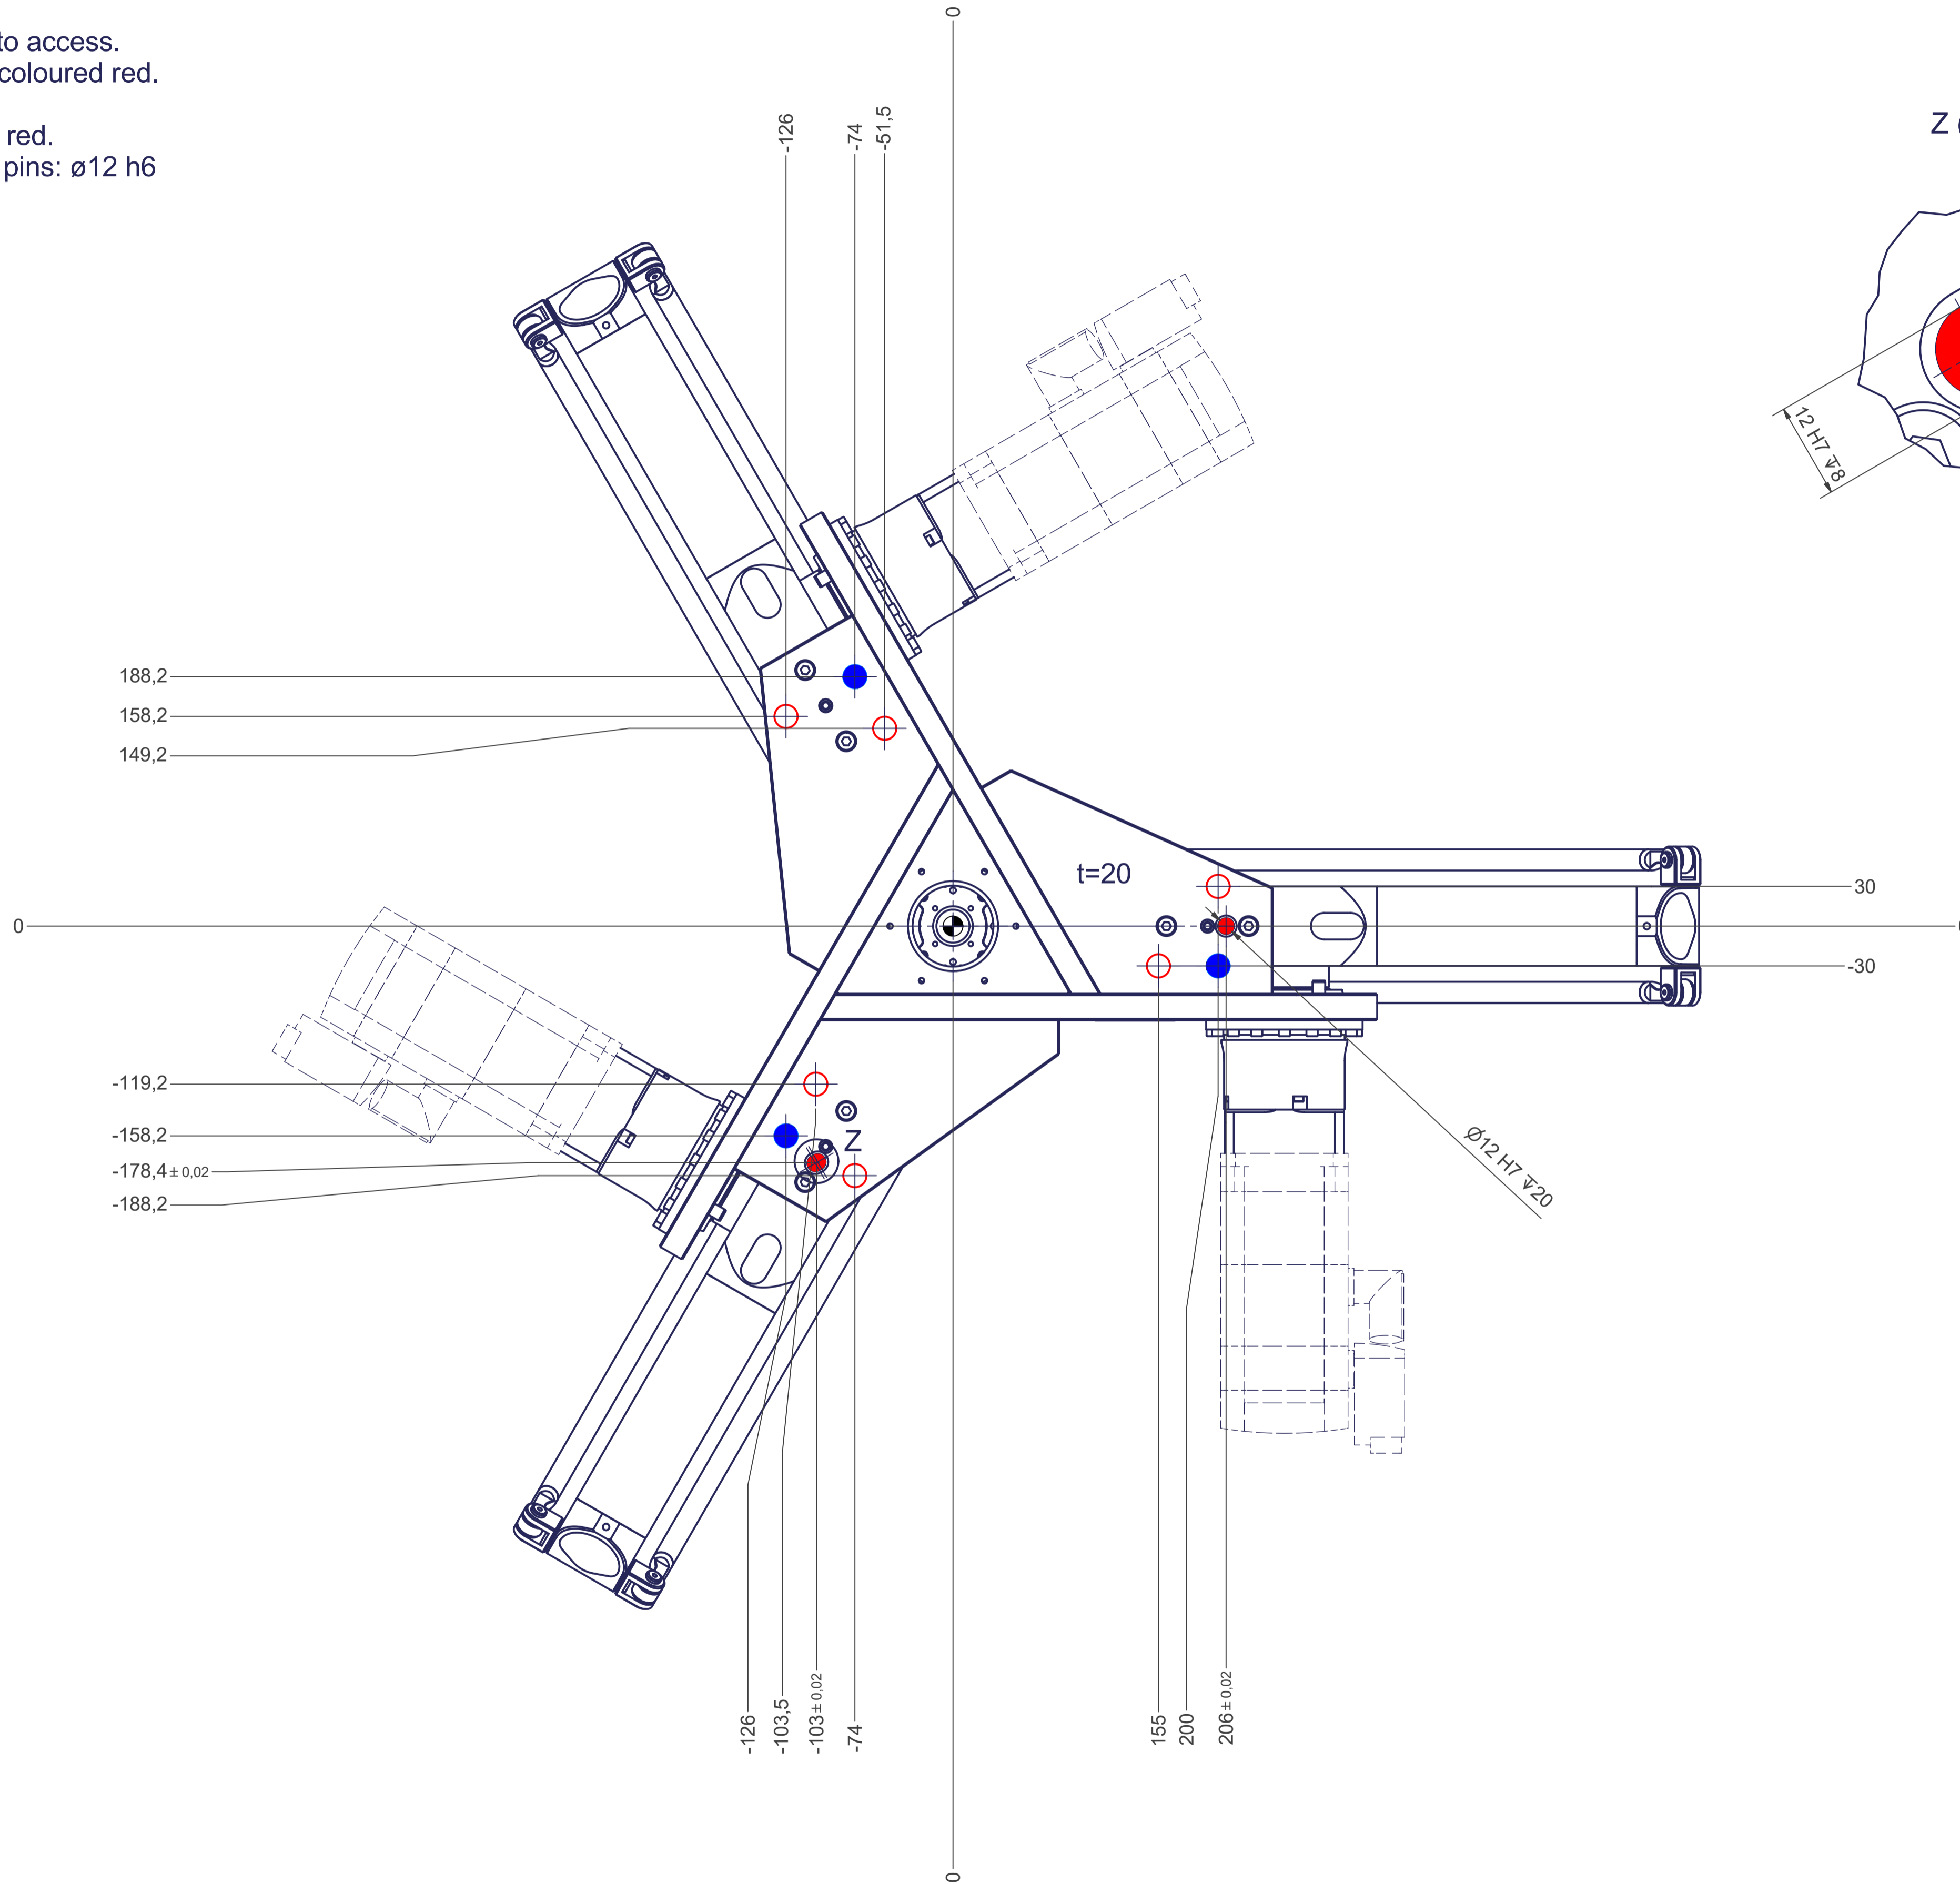 to access.
coloured red.
red.
pins: ø12 h6
0
-126
-74
-51,5
Z (
12 H7 ↧8
188,2
158,2
149,2
t=20
0
30
-30
-119,2
-158,2
-178,4 ± 0,02
-188,2
Z
Ø12 H7 ↧20
-126
-103,5
-103 ± 0,02
-74
155
200
206 ± 0,02
0